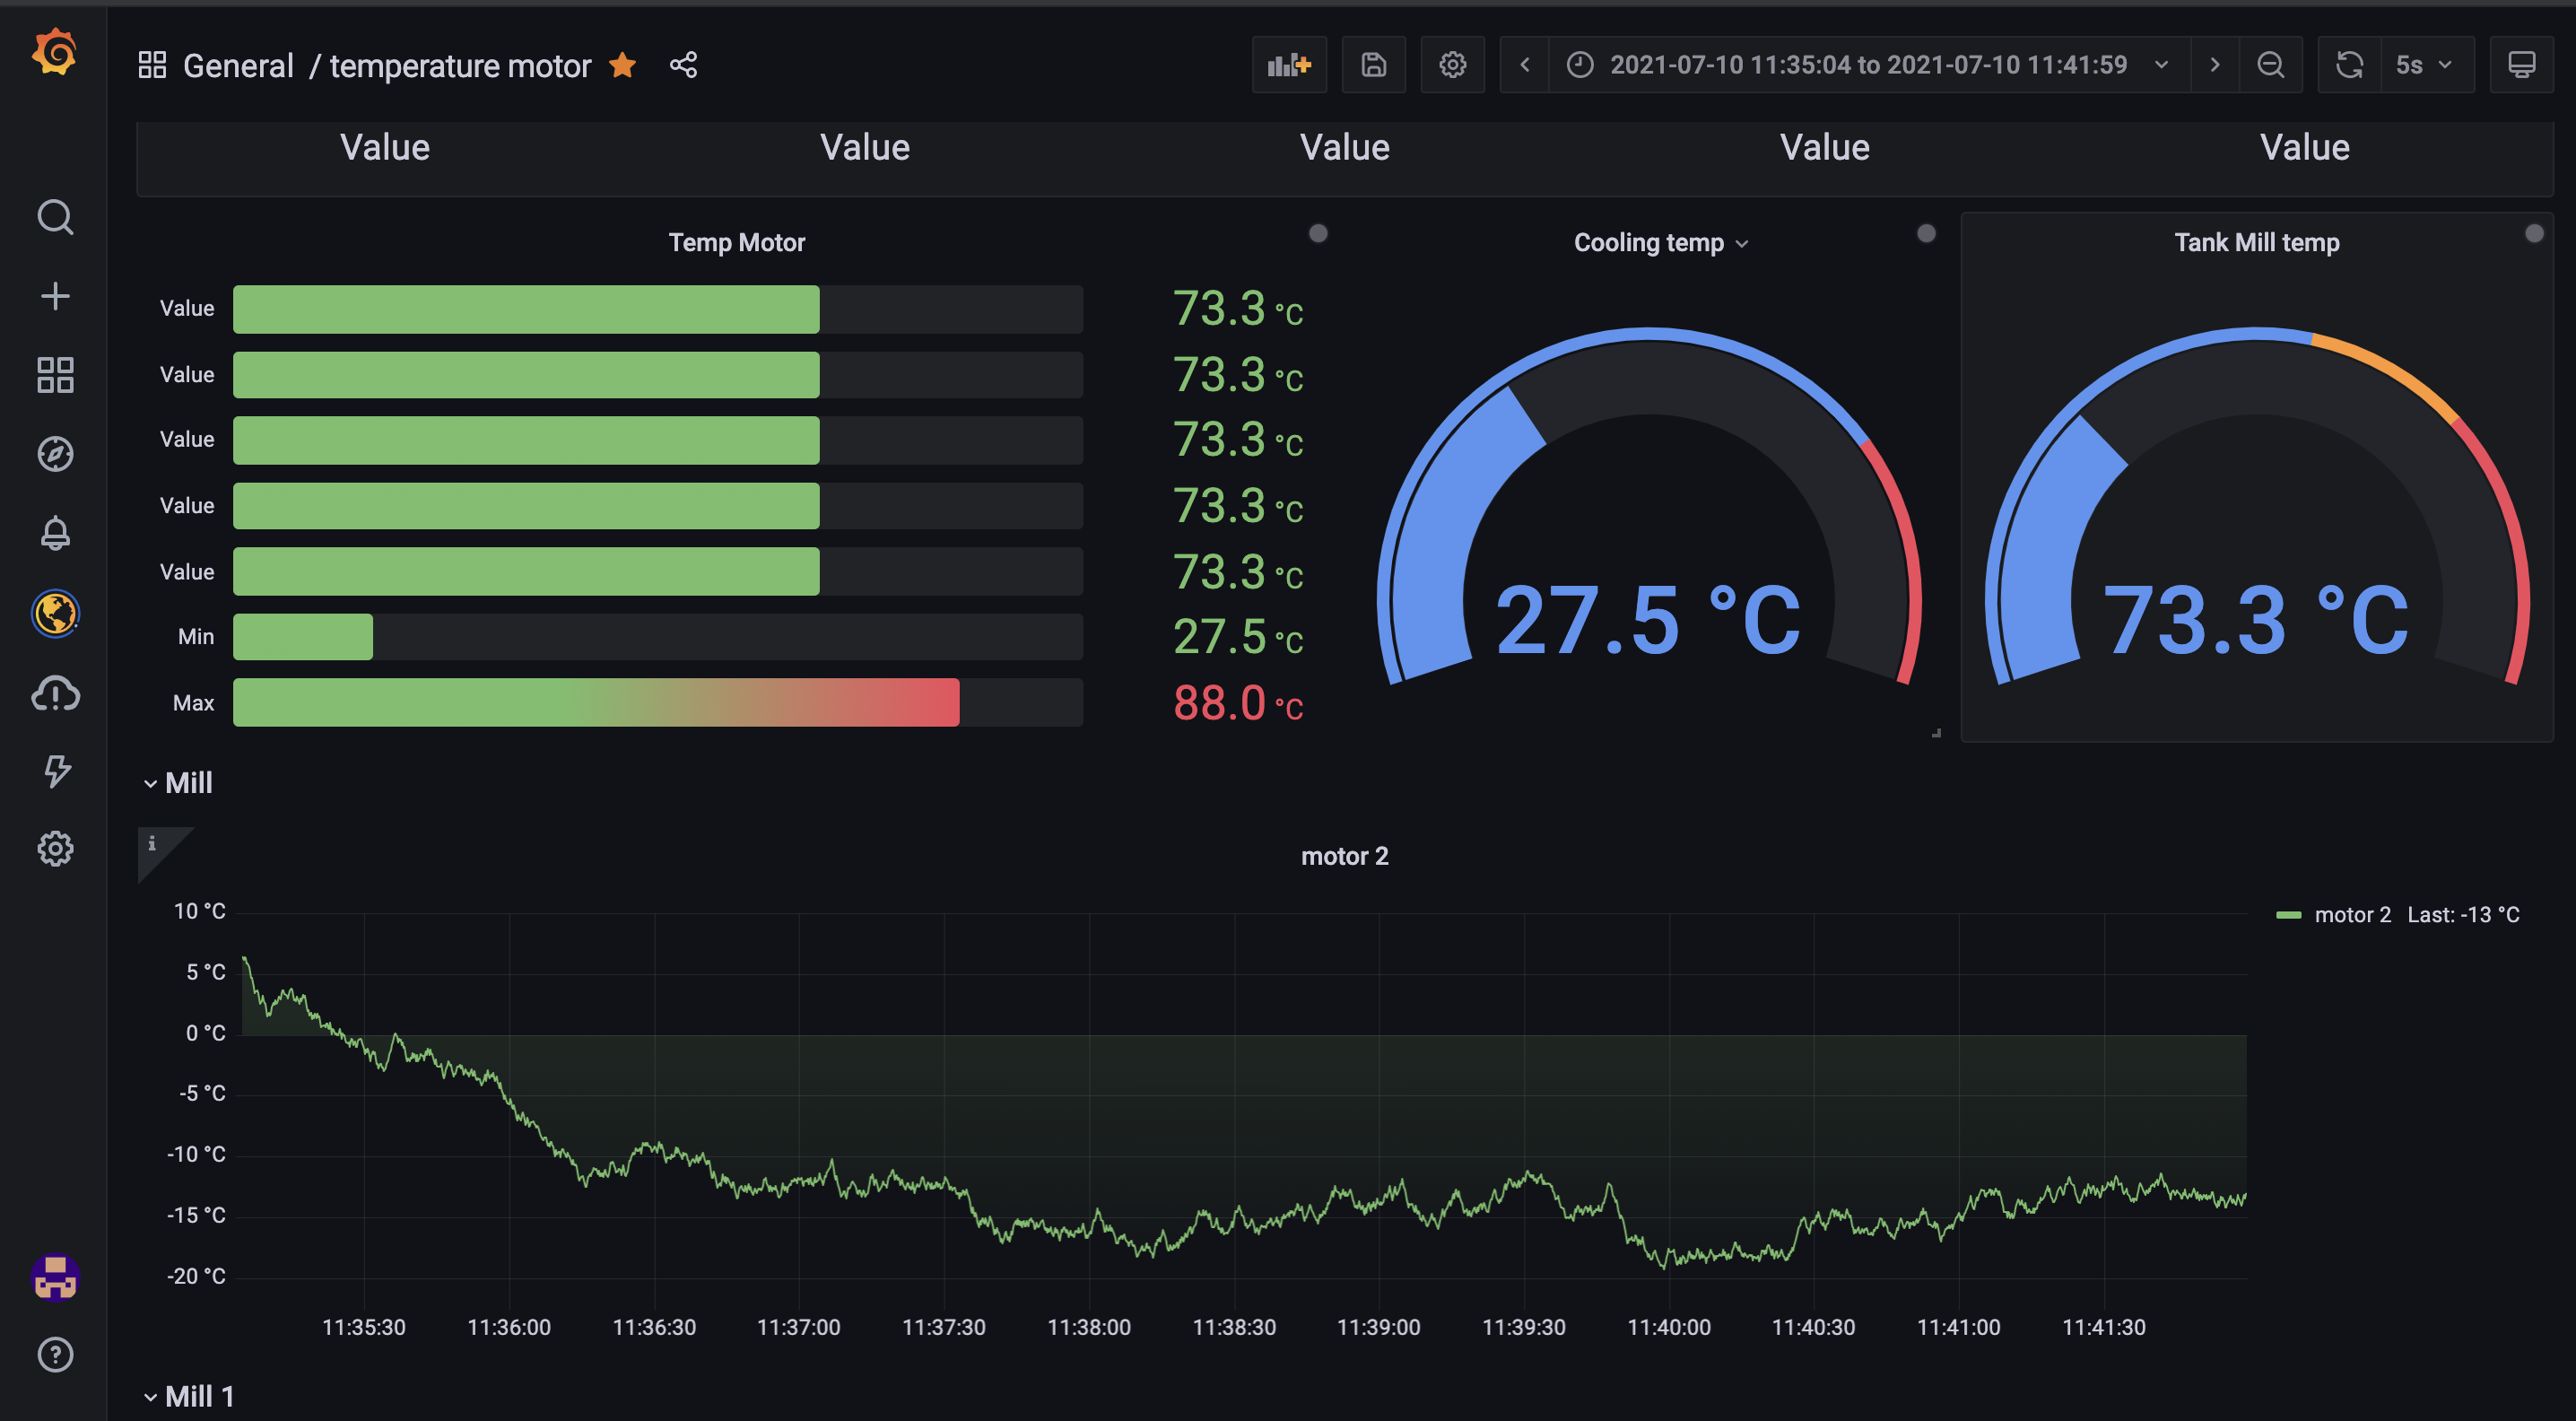 General / temperature motor
2021-07-10 11:35:04 to 2021-07-10 11:41:59
5s
Value Value Value Value Value
Temp Motor
Value 73.3 °C
Value 73.3 °C
Value 73.3 °C
Value 73.3 °C
Value 73.3 °C
Min 27.5 °C
Max 88.0 °C
Cooling temp
27.5 °C
Tank Mill temp
73.3 °C
Mill
i
motor 2
10 °C
5 °C
0 °C
-5 °C
-10 °C
-15 °C
-20 °C
11:35:30 11:36:00 11:36:30 11:37:00 11:37:30 11:38:00 11:38:30 11:39:00 11:39:30 11:40:00 11:40:30 11:41:00 11:41:30
motor 2 Last: -13 °C
Mill 1